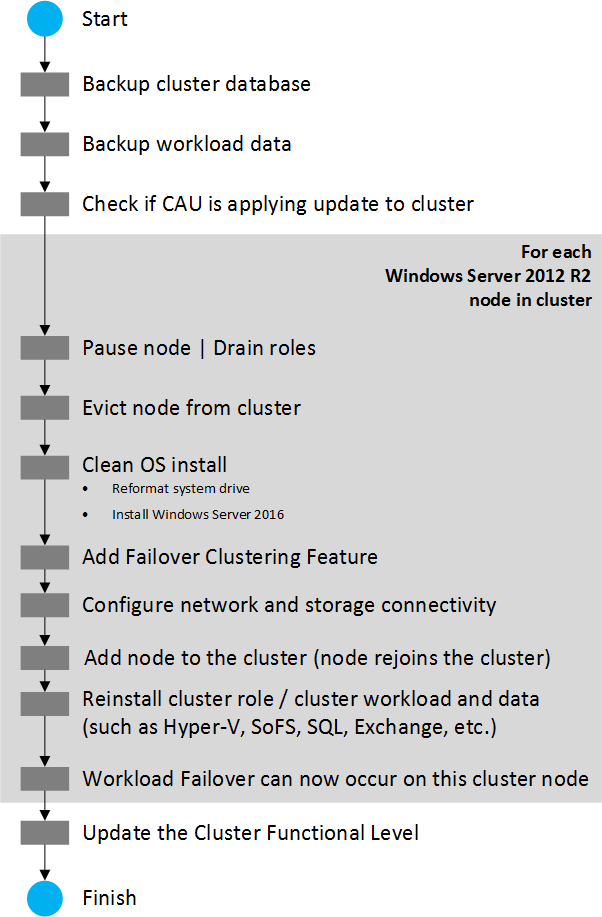 Start
Backup cluster database
Backup workload data
Check if CAU is applying update to cluster
For each
Windows Server 2012 R2
node in cluster
Pause node | Drain roles
Evict node from cluster
Clean OS install
• Reformat system drive
• Install Windows Server 2016
Add Failover Clustering Feature
Configure network and storage connectivity
Add node to the cluster (node rejoins the cluster)
Reinstall cluster role / cluster workload and data
(such as Hyper-V, SoFS, SQL, Exchange, etc.)
Workload Failover can now occur on this cluster node
Update the Cluster Functional Level
Finish